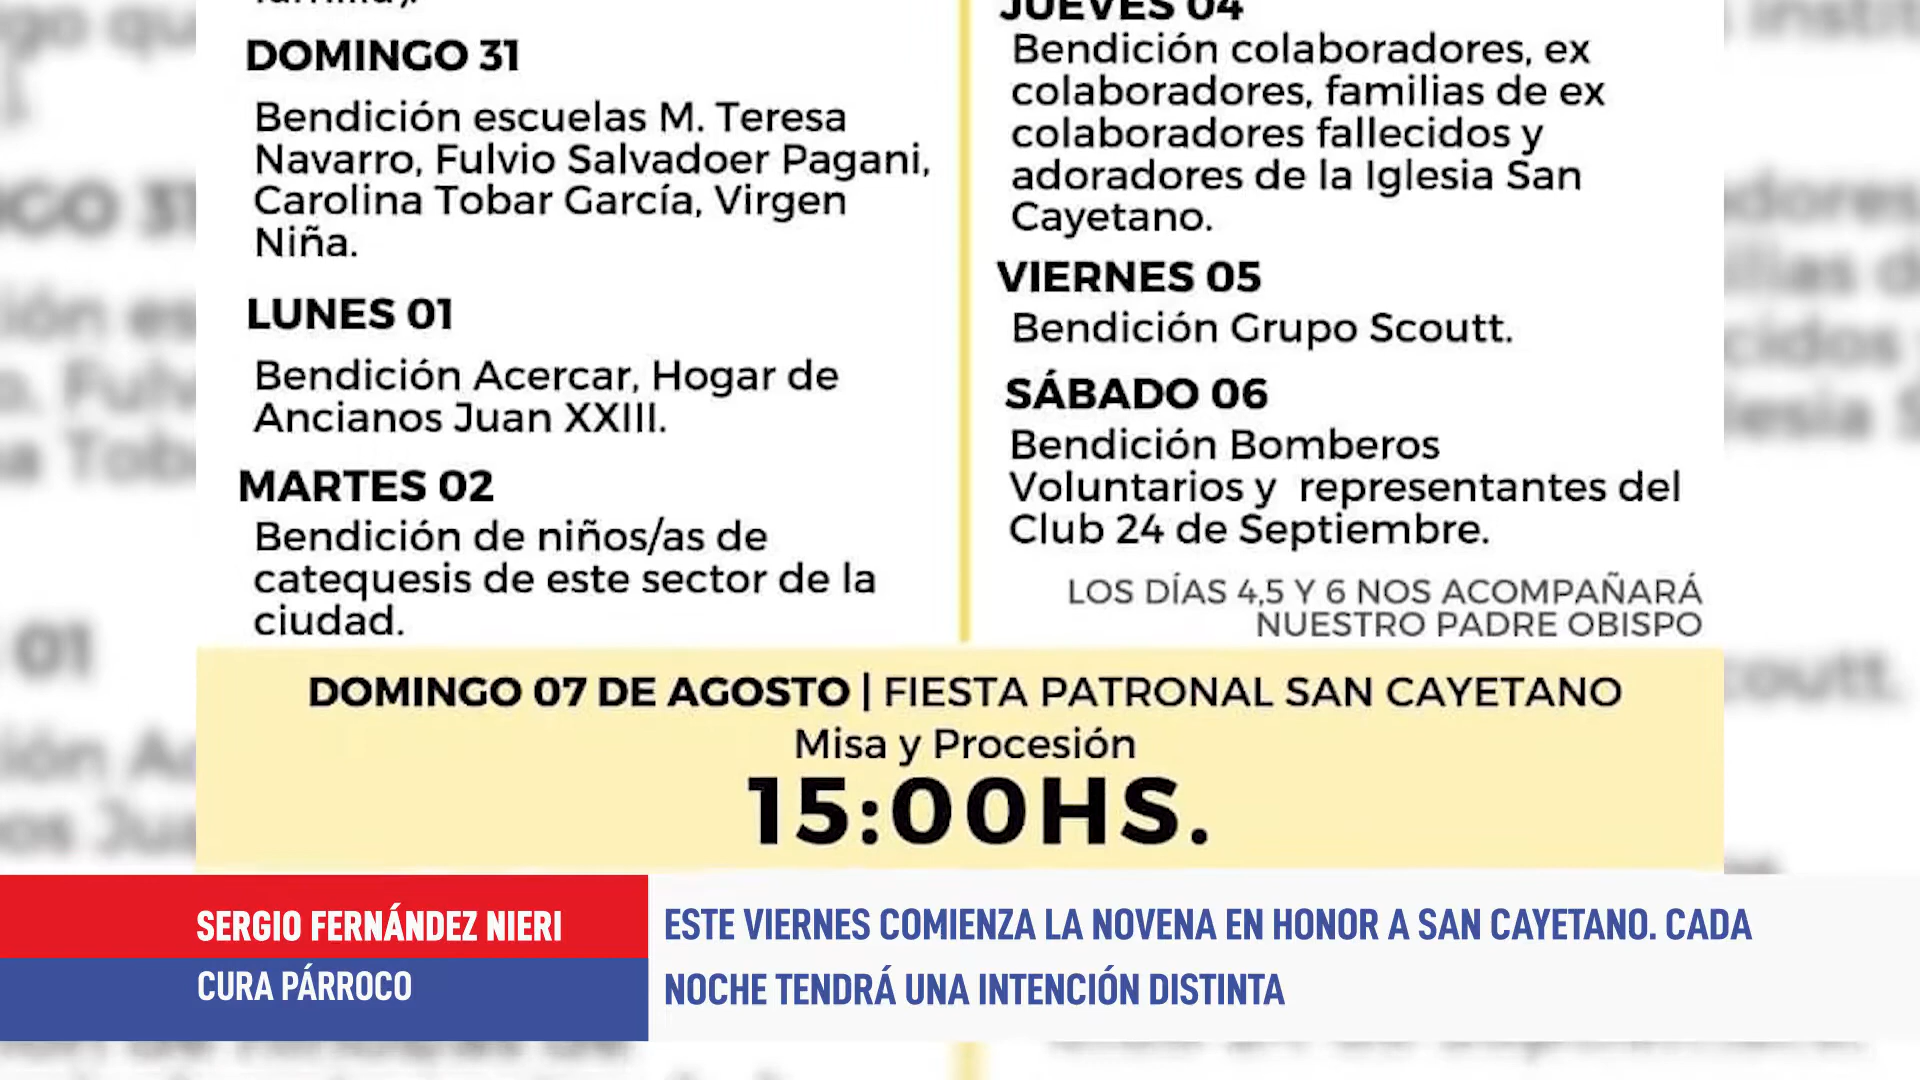 DOMINGO 31
Bendición escuelas M. Teresa
Navarro, Fulvio Salvadoer Pagani,
Carolina Tobar García, Virgen
Niña.
LUNES 01
Bendición Acercar, Hogar de
Ancianos Juan XXIII.
MARTES 02
Bendición de niños/as de
catequesis de este sector de la
ciudad.
JUEVES 04
Bendición colaboradores, ex
colaboradores, familias de ex
colaboradores fallecidos y
adoradores de la Iglesia San
Cayetano.
VIERNES 05
Bendición Grupo Scoutt.
SÁBADO 06
Bendición Bomberos
Voluntarios y representantes del
Club 24 de Septiembre.
LOS DÍAS 4,5 Y 6 NOS ACOMPAÑARÁ
NUESTRO PADRE OBISPO
DOMINGO 07 DE AGOSTO | FIESTA PATRONAL SAN CAYETANO
Misa y Procesión
15:00HS.
SERGIO FERNÁNDEZ NIERI
CURA PÁRROCO
ESTE VIERNES COMIENZA LA NOVENA EN HONOR A SAN CAYETANO. CADA
NOCHE TENDRÁ UNA INTENCIÓN DISTINTA